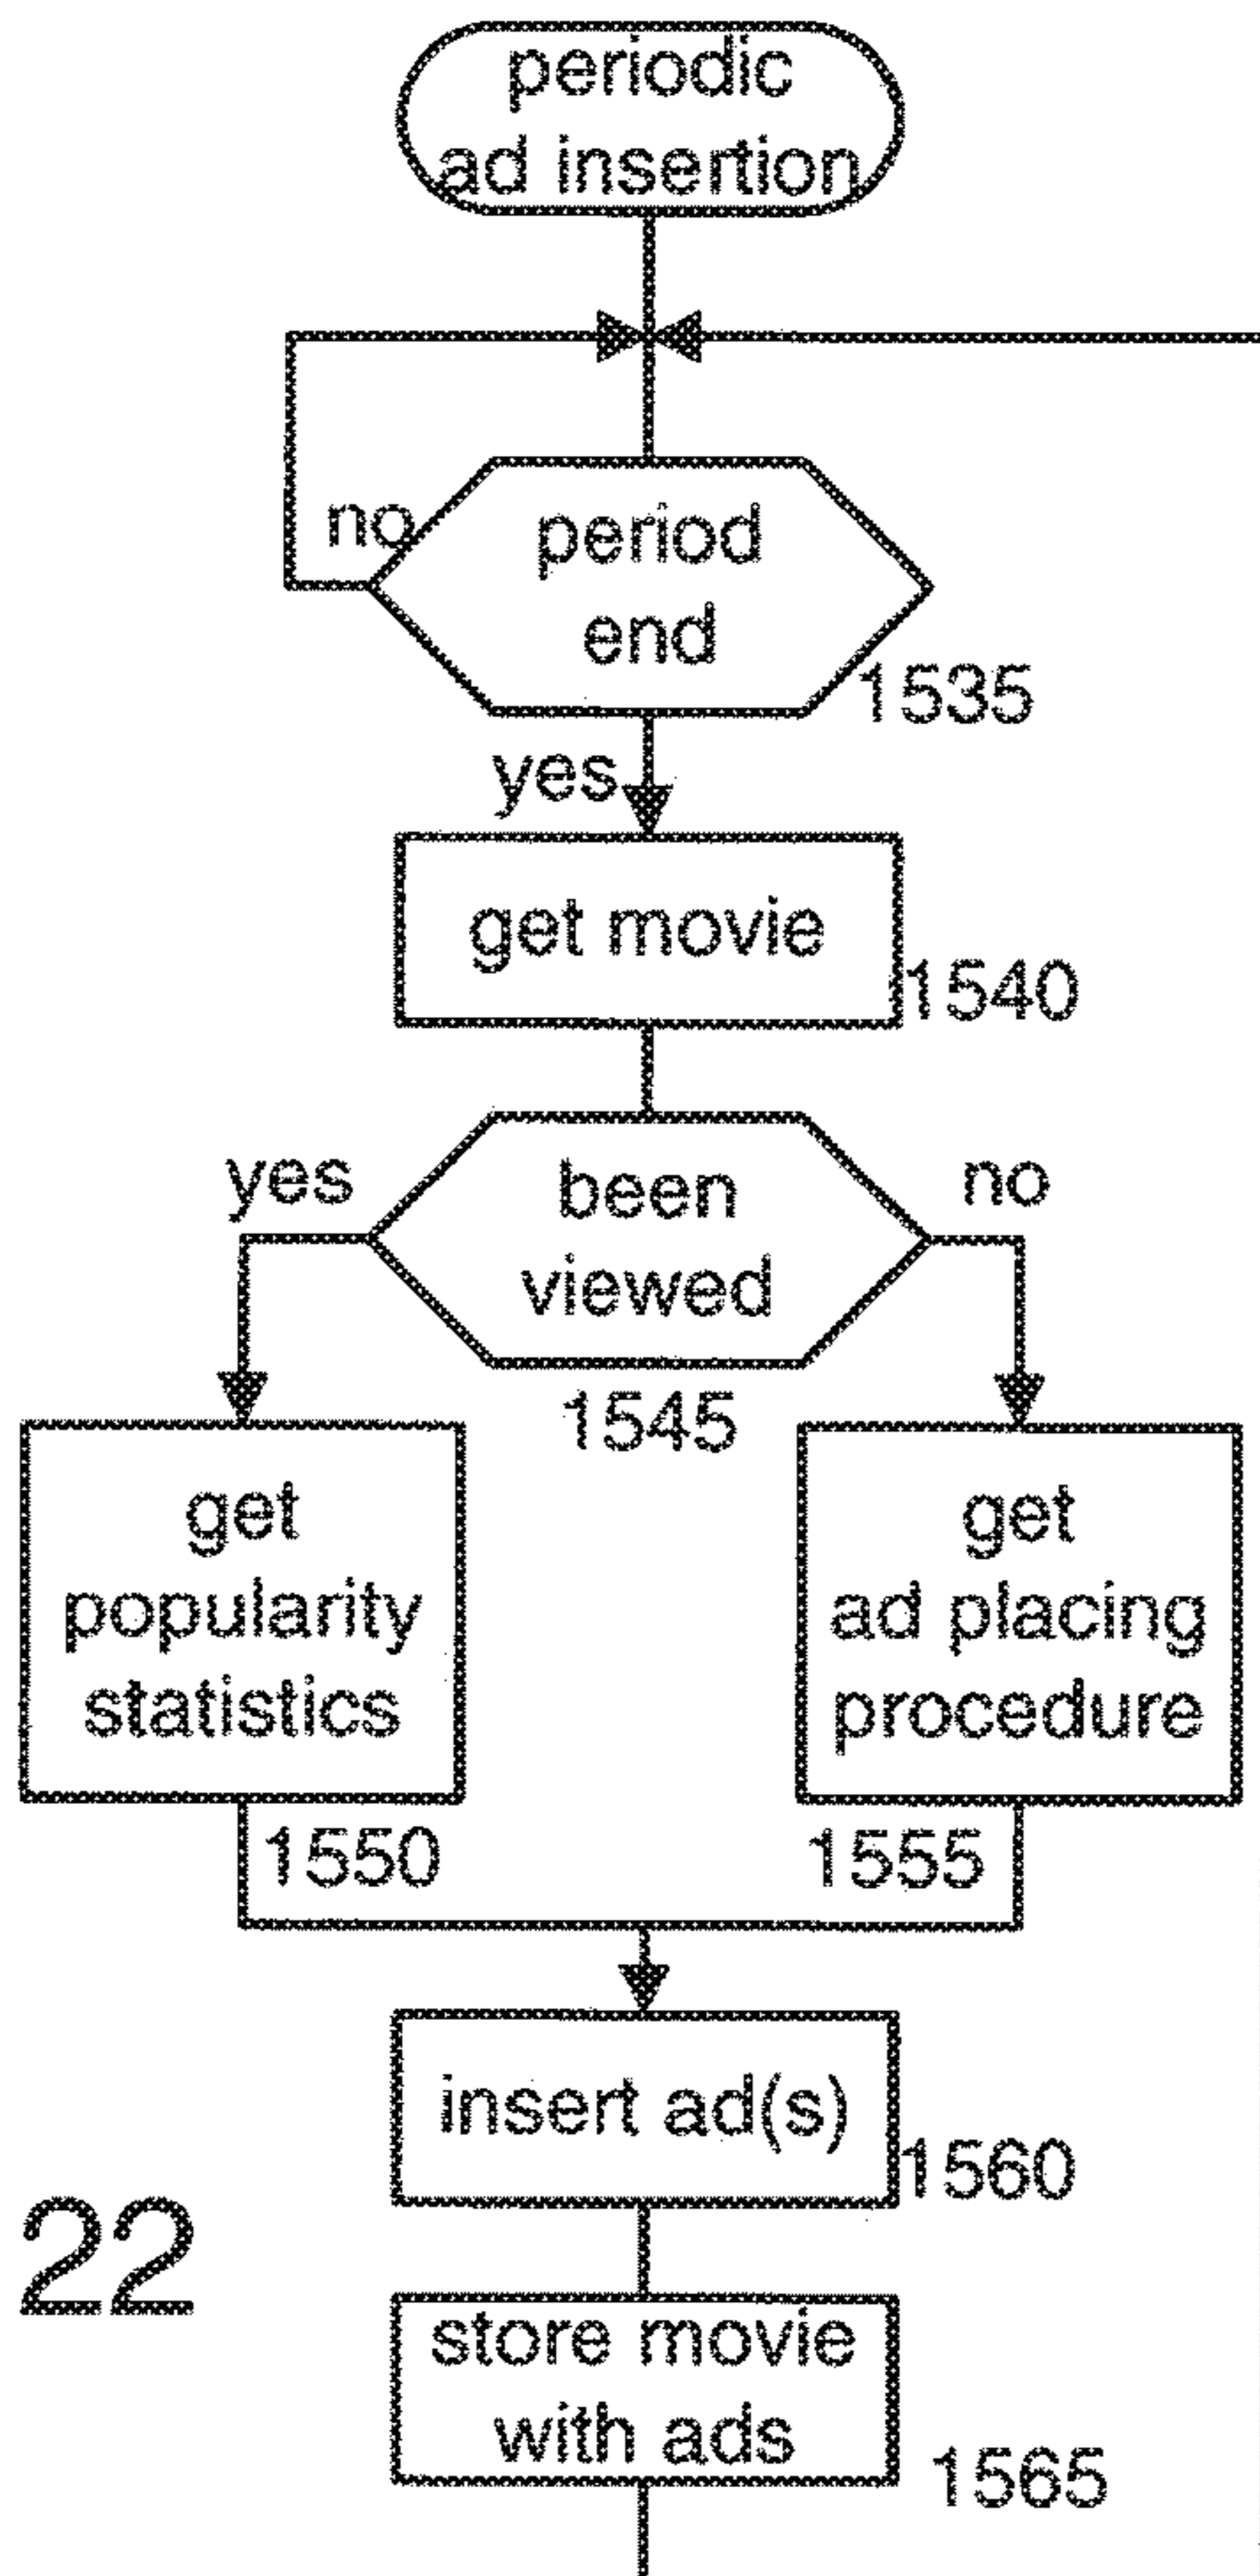 periodic
ad insertion
no
period
end
1535
yes
get movie
1540
yes
been
viewed
no
1545
get
popularity
statistics
get
ad placing
procedure
1550
1555
insert ad(s)
1560
22
store movie
with ads
1565